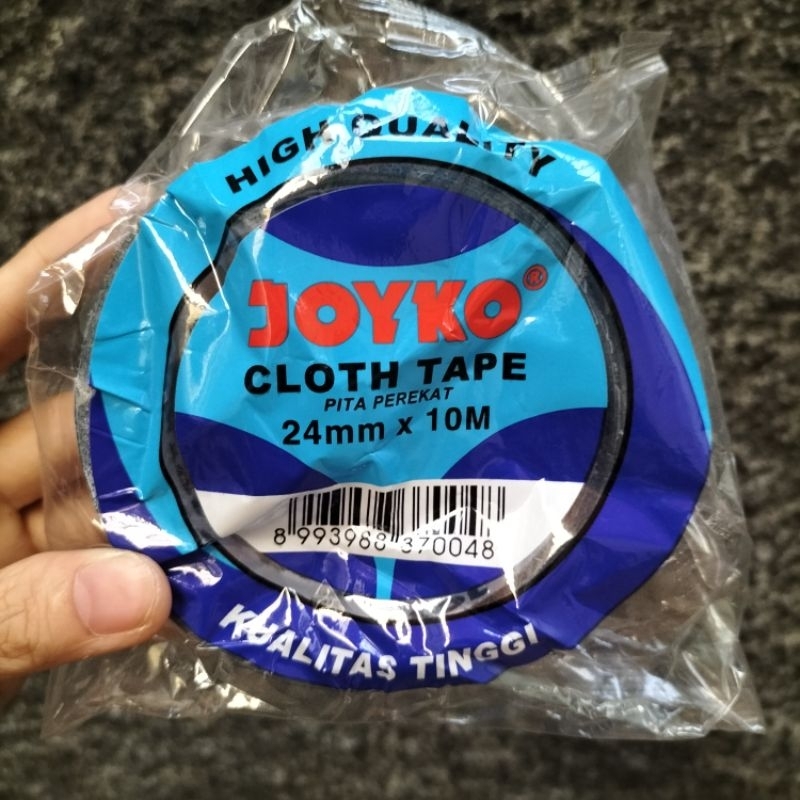 HIGH QUALITY
JOYKO®
CLOTH TAPE
PITA PEREKAT
24mm x 10M
8 993988 370048
KUALITAS TINGGI